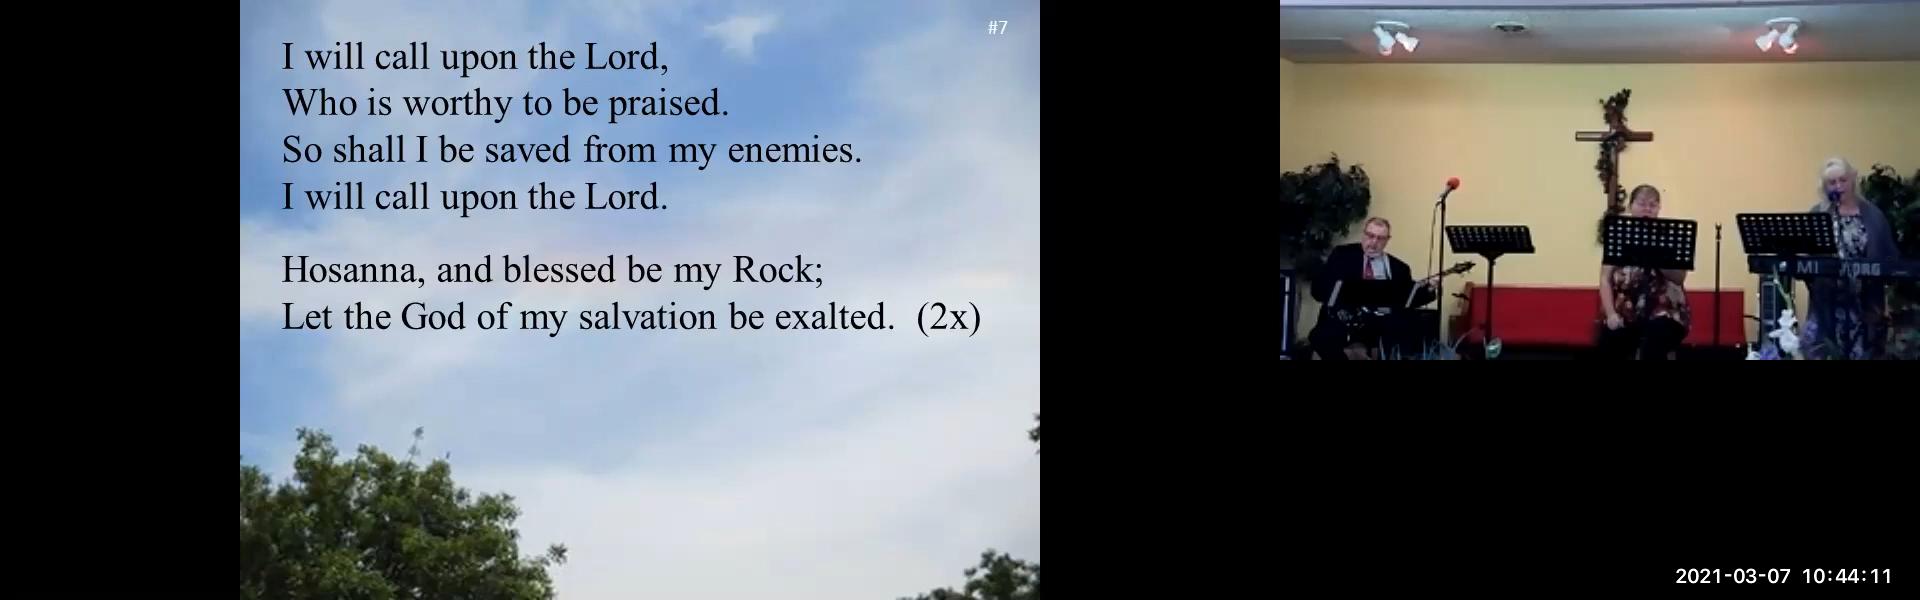 #7
I will call upon the Lord,
Who is worthy to be praised.
So shall I be saved from my enemies.
I will call upon the Lord.
Hosanna, and blessed be my Rock;
Let the God of my salvation be exalted.  (2x)
M1 KORG
2021-03-07 10:44:11